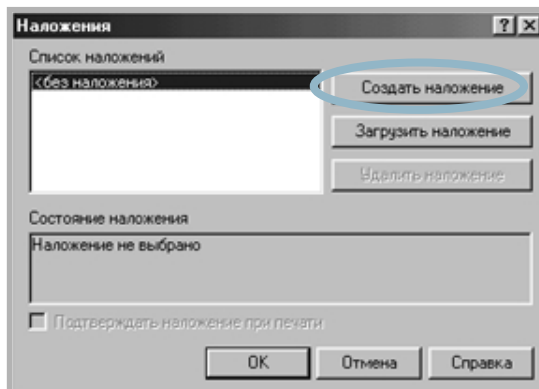 Наложения
Список наложений
<без наложения>
Создать наложение
Загрузить наложение
Удалить наложение
Состояние наложения
Наложение не выбрано
Подтверждать наложение при печати
OK
Отмена
Справка